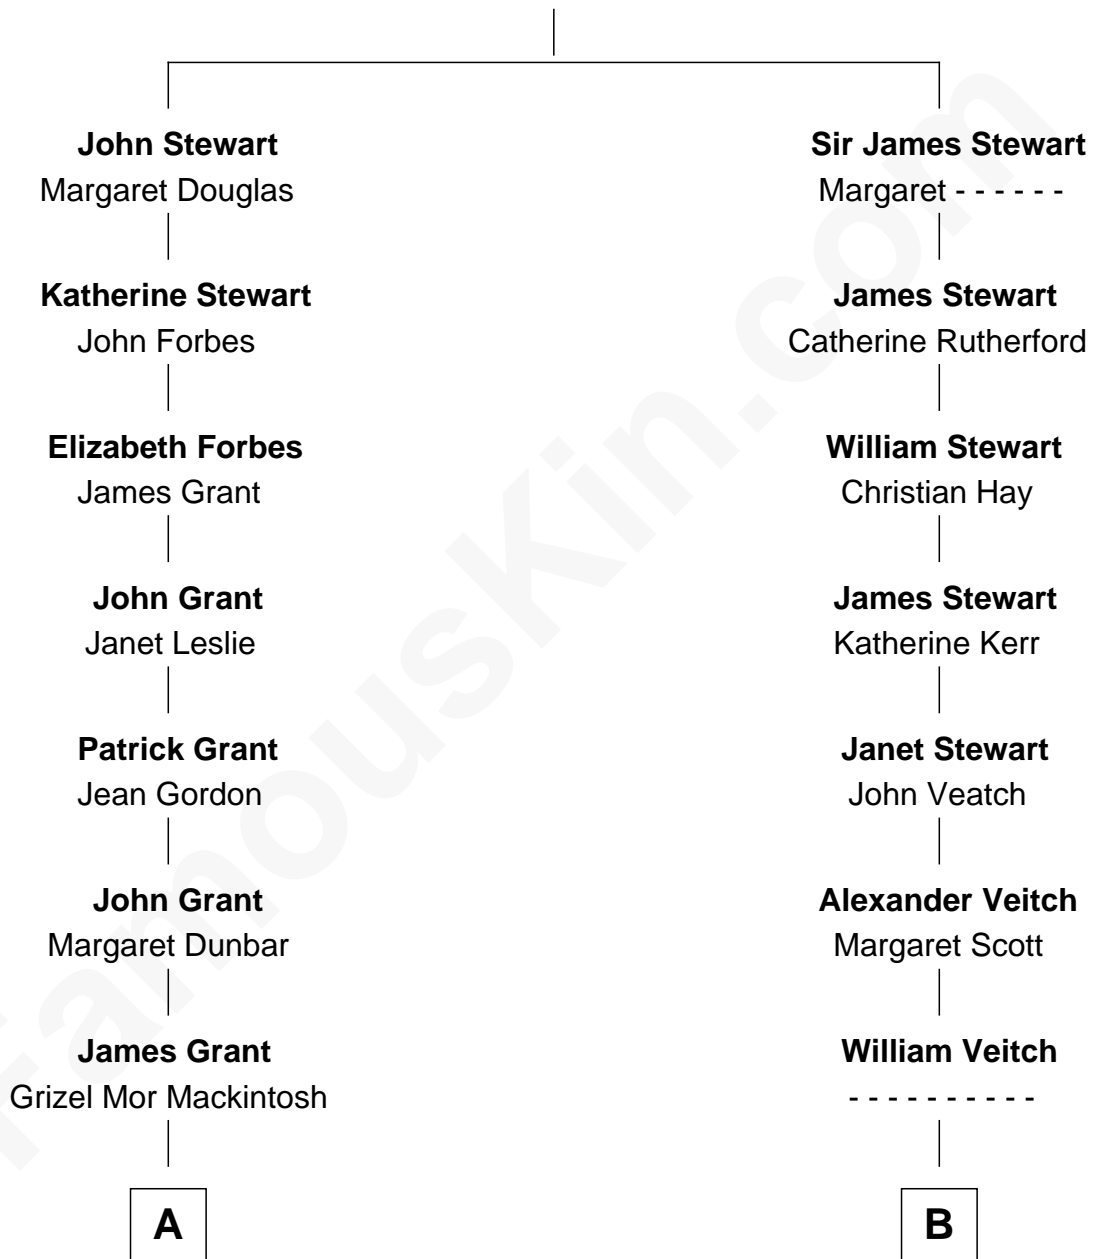 John Stewart
Margaret Douglas
Katherine Stewart
John Forbes
Elizabeth Forbes
James Grant
John Grant
Janet Leslie
Patrick Grant
Jean Gordon
John Grant
Margaret Dunbar
James Grant
Grizel Mor Mackintosh
A
Sir James Stewart
Margaret - - - - - -
James Stewart
Catherine Rutherford
William Stewart
Christian Hay
James Stewart
Katherine Kerr
Janet Stewart
John Veatch
Alexander Veitch
Margaret Scott
William Veitch
- - - - - - - - - -
B
FamousKin.com